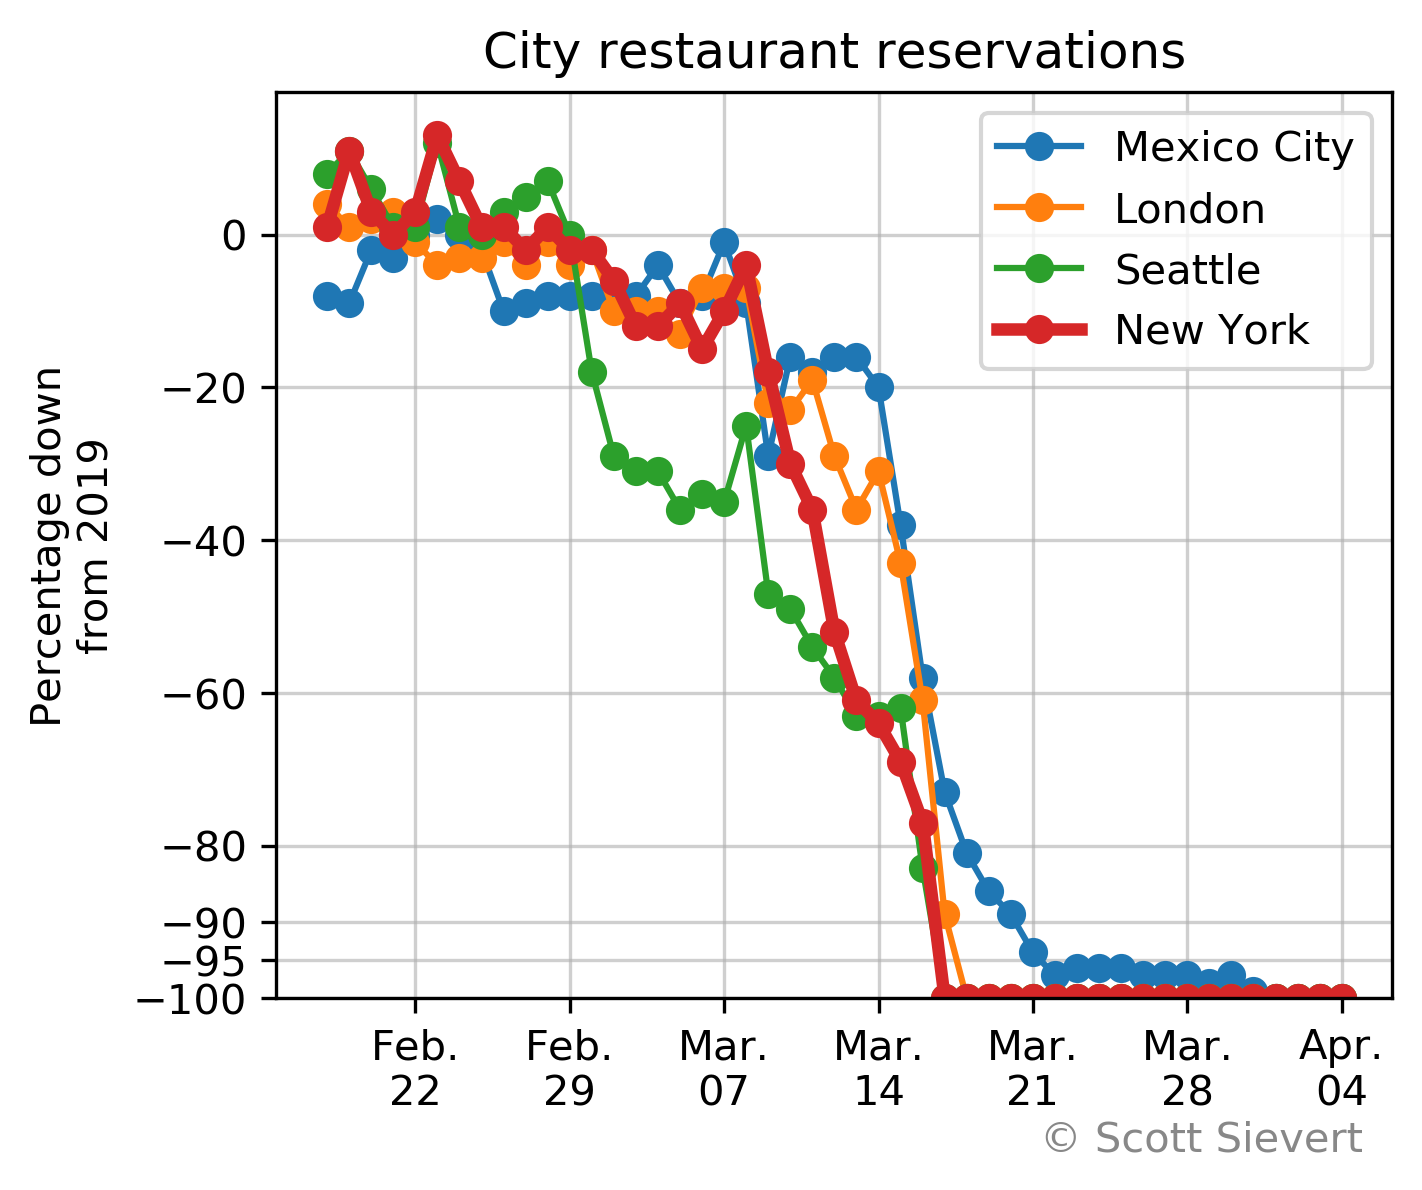 City restaurant reservations
Mexico City
London
Seattle
New York
Percentage down
from 2019
0
−20
−40
−60
−80
−90
−95
−100
Feb.
22
Feb.
29
Mar.
07
Mar.
14
Mar.
21
Mar.
28
Apr.
04
© Scott Sievert